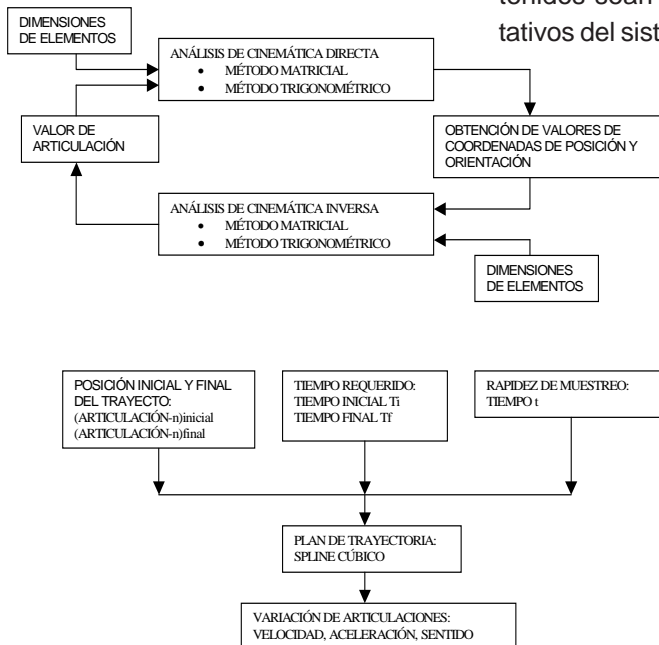 tenidos sean
tativos del sist
DIMENSIONES
DE ELEMENTOS
ANÁLISIS DE CINEMÁTICA DIRECTA
• MÉTODO MATRICIAL
• MÉTODO TRIGONOMÉTRICO
VALOR DE
ARTICULACIÓN
OBTENCIÓN DE VALORES DE
COORDENADAS DE POSICIÓN Y
ORIENTACIÓN
ANÁLISIS DE CINEMÁTICA INVERSA
• MÉTODO MATRICIAL
• MÉTODO TRIGONOMÉTRICO
DIMENSIONES
DE ELEMENTOS
POSICIÓN INICIAL Y FINAL
DEL TRAYECTO:
(ARTICULACIÓN-n)inicial
(ARTICULACIÓN-n)final
TIEMPO REQUERIDO:
TIEMPO INICIAL Ti
TIEMPO FINAL Tf
RAPIDEZ DE MUESTREO:
TIEMPO t
PLAN DE TRAYECTORIA:
SPLINE CÚBICO
VARIACIÓN DE ARTICULACIONES:
VELOCIDAD, ACELERACIÓN, SENTIDO